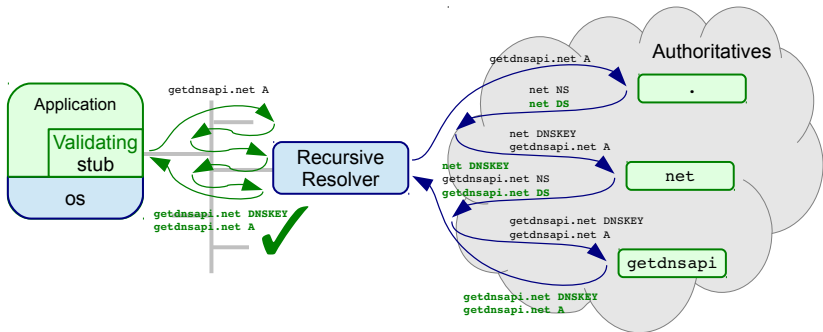 Application
Validating
stub
os
getdnsapi.net A
getdnsapi.net DNSKEY
getdnsapi.net A
Recursive
Resolver
Authoritatives
getdnsapi.net A
.
net NS
net DS
net DNSKEY
getdnsapi.net A
net
net DNSKEY
getdnsapi.net NS
getdnsapi.net DS
getdnsapi.net DNSKEY
getdnsapi.net A
getdnsapi
getdnsapi.net DNSKEY
getdnsapi.net A